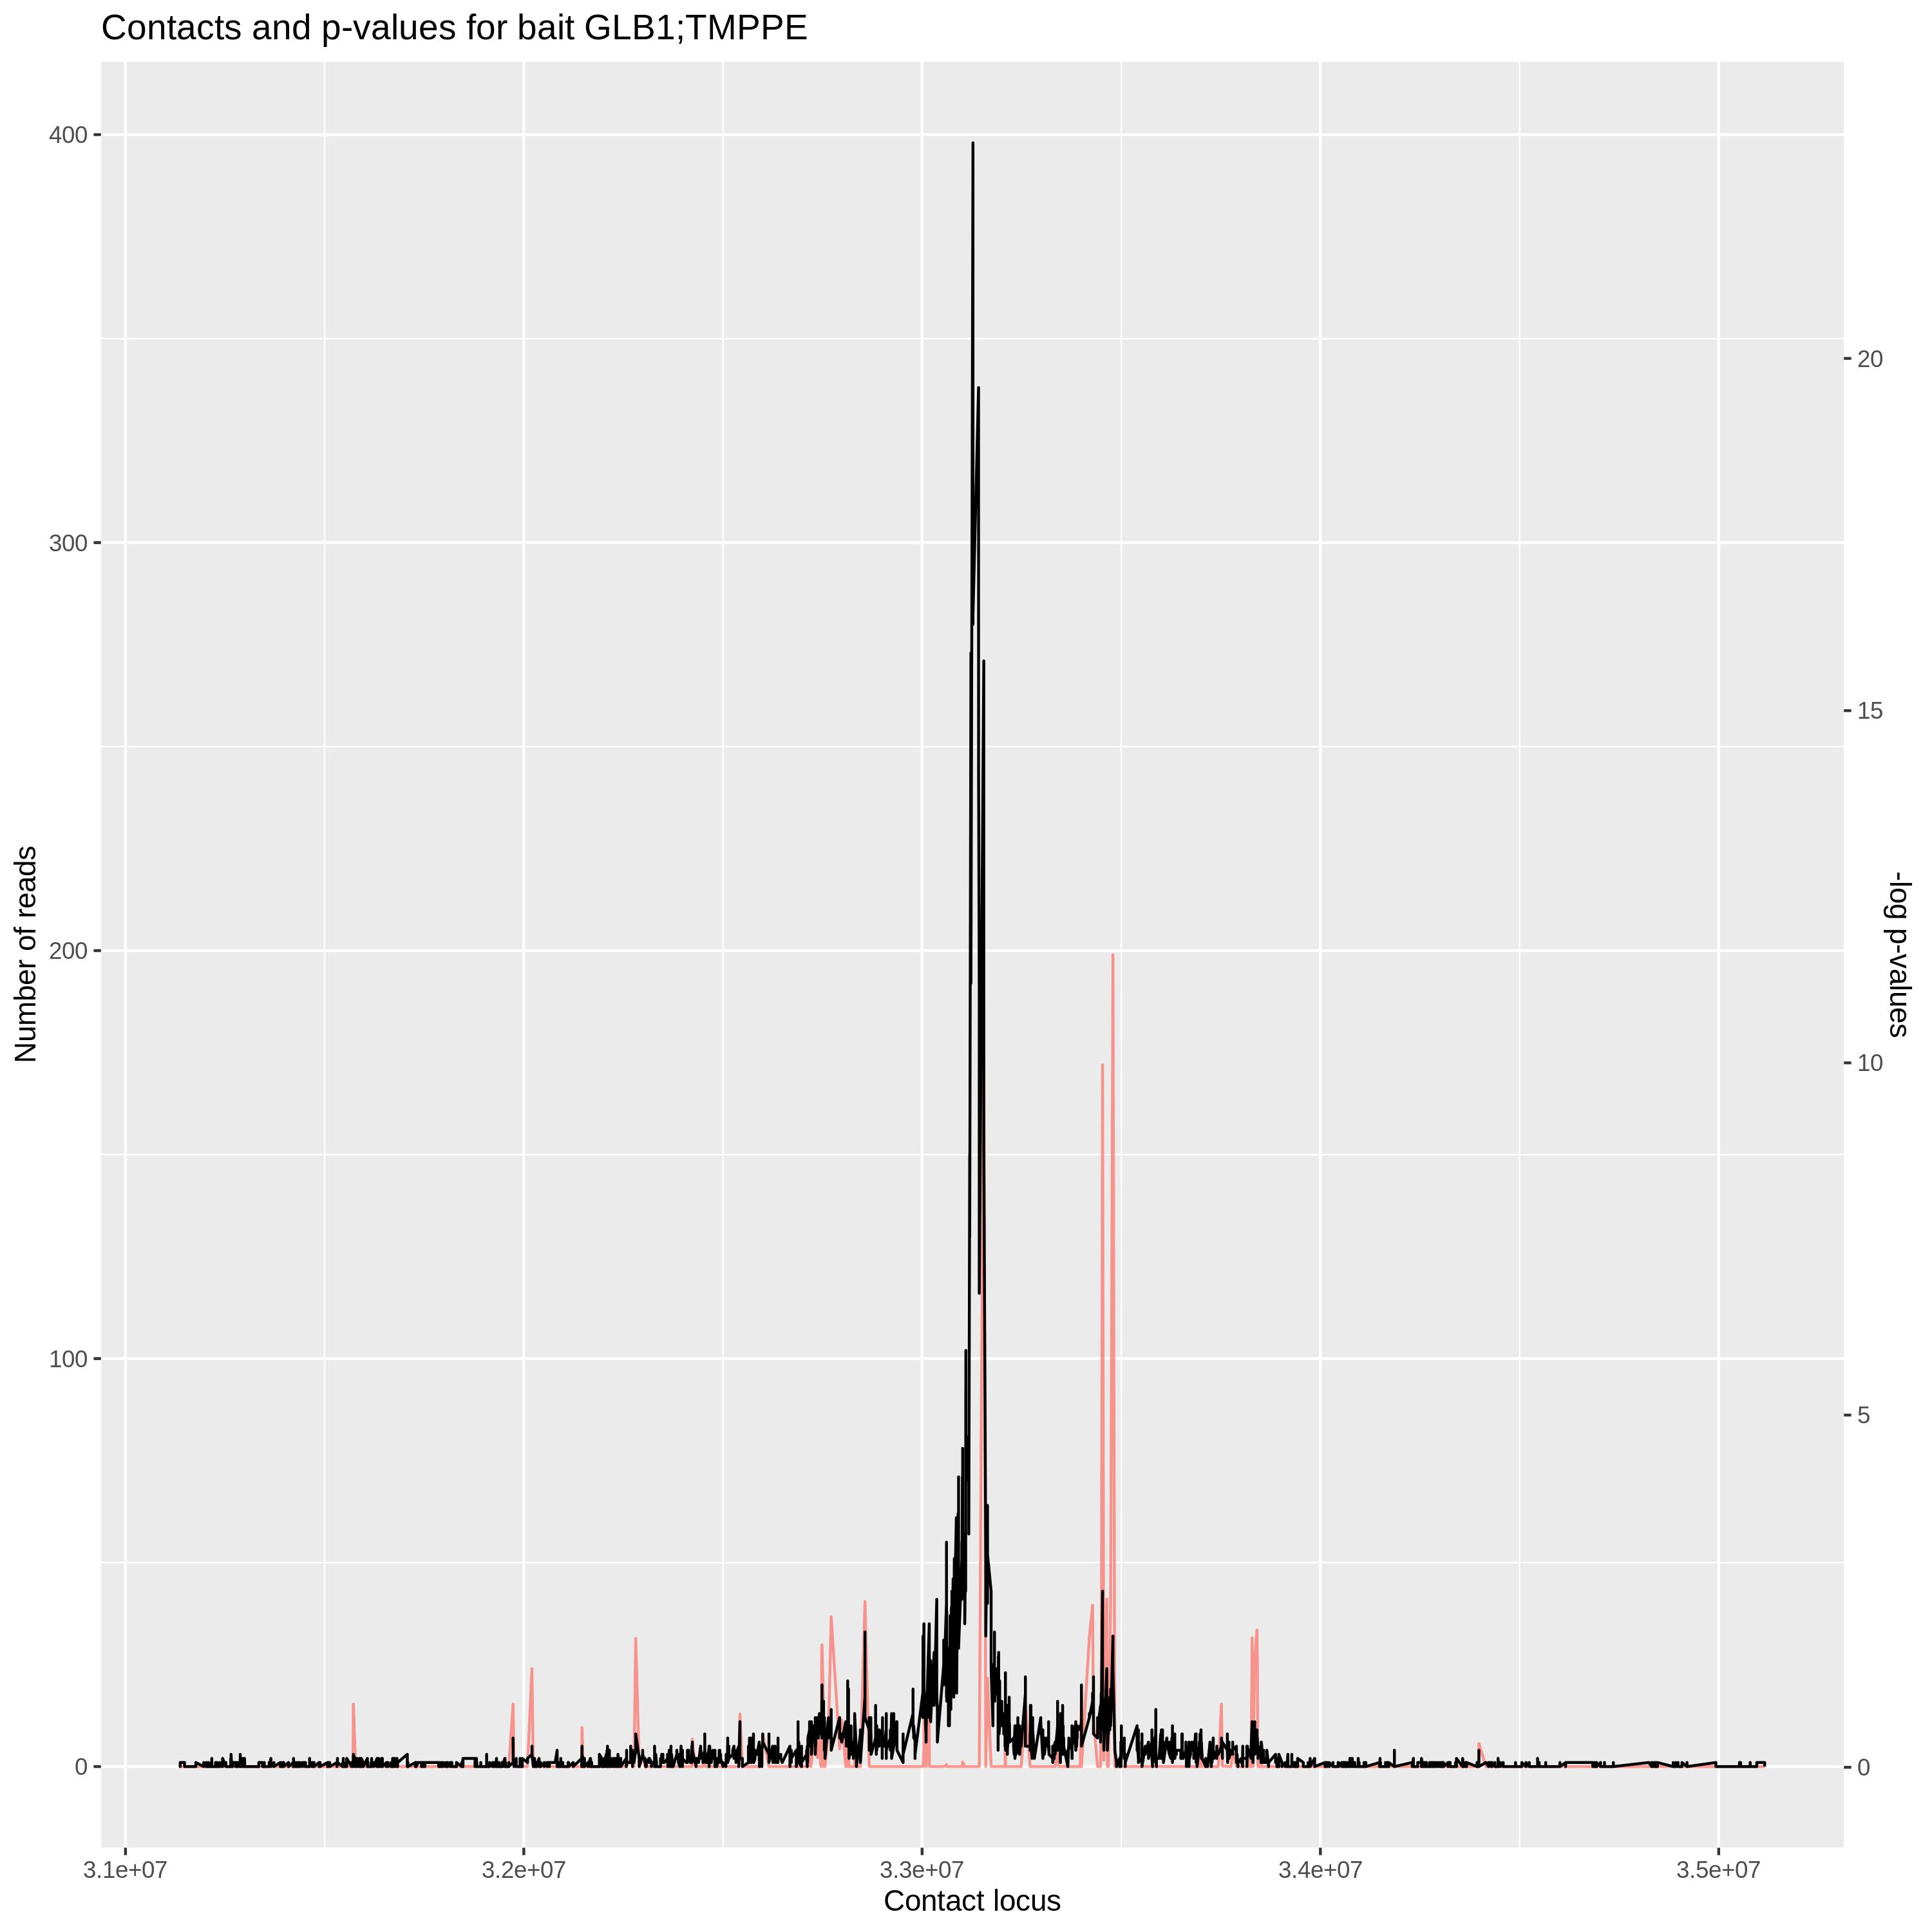 Contacts and p-values for bait GLB1;TMPPE
400
300
200
100
0
Number of reads
20
15
10
5
0
-log p-values
3.1e+07
3.2e+07
3.3e+07
3.4e+07
3.5e+07
Contact locus